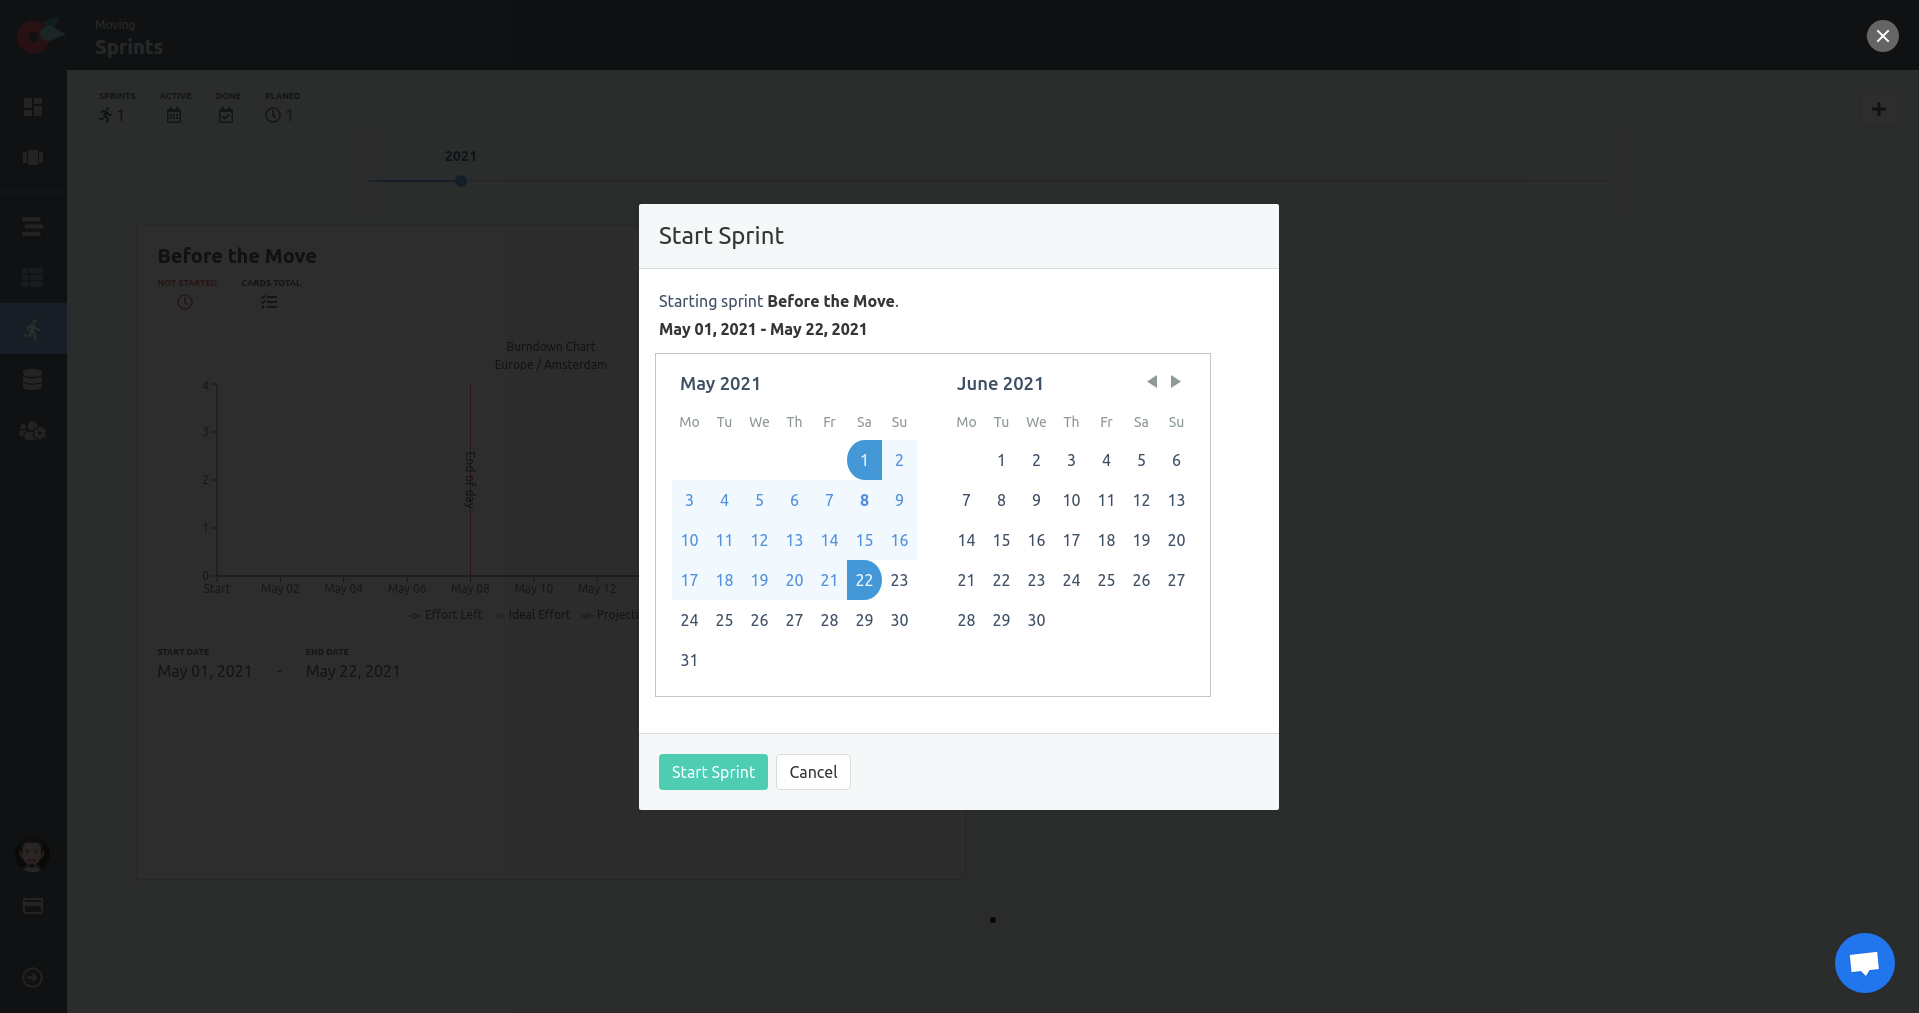 Moving
Sprints
SPRINTS ACTIVE DONE PLANED
1 1
2021
Before the Move
NOT STARTED CARDS TOTAL
Burndown Chart
Europe / Amsterdam
4
3
2
1
0
End of day
Start May 02 May 04 May 06 May 08 May 10 May 12
Effort Left Ideal Effort Projecti
START DATE END DATE
May 01, 2021 - May 22, 2021
Start Sprint
Starting sprint Before the Move.
May 01, 2021 - May 22, 2021
May 2021
Mo Tu We Th Fr Sa Su
1 2
3 4 5 6 7 8 9
10 11 12 13 14 15 16
17 18 19 20 21 22 23
24 25 26 27 28 29 30
31
June 2021
Mo Tu We Th Fr Sa Su
1 2 3 4 5 6
7 8 9 10 11 12 13
14 15 16 17 18 19 20
21 22 23 24 25 26 27
28 29 30
Start Sprint Cancel